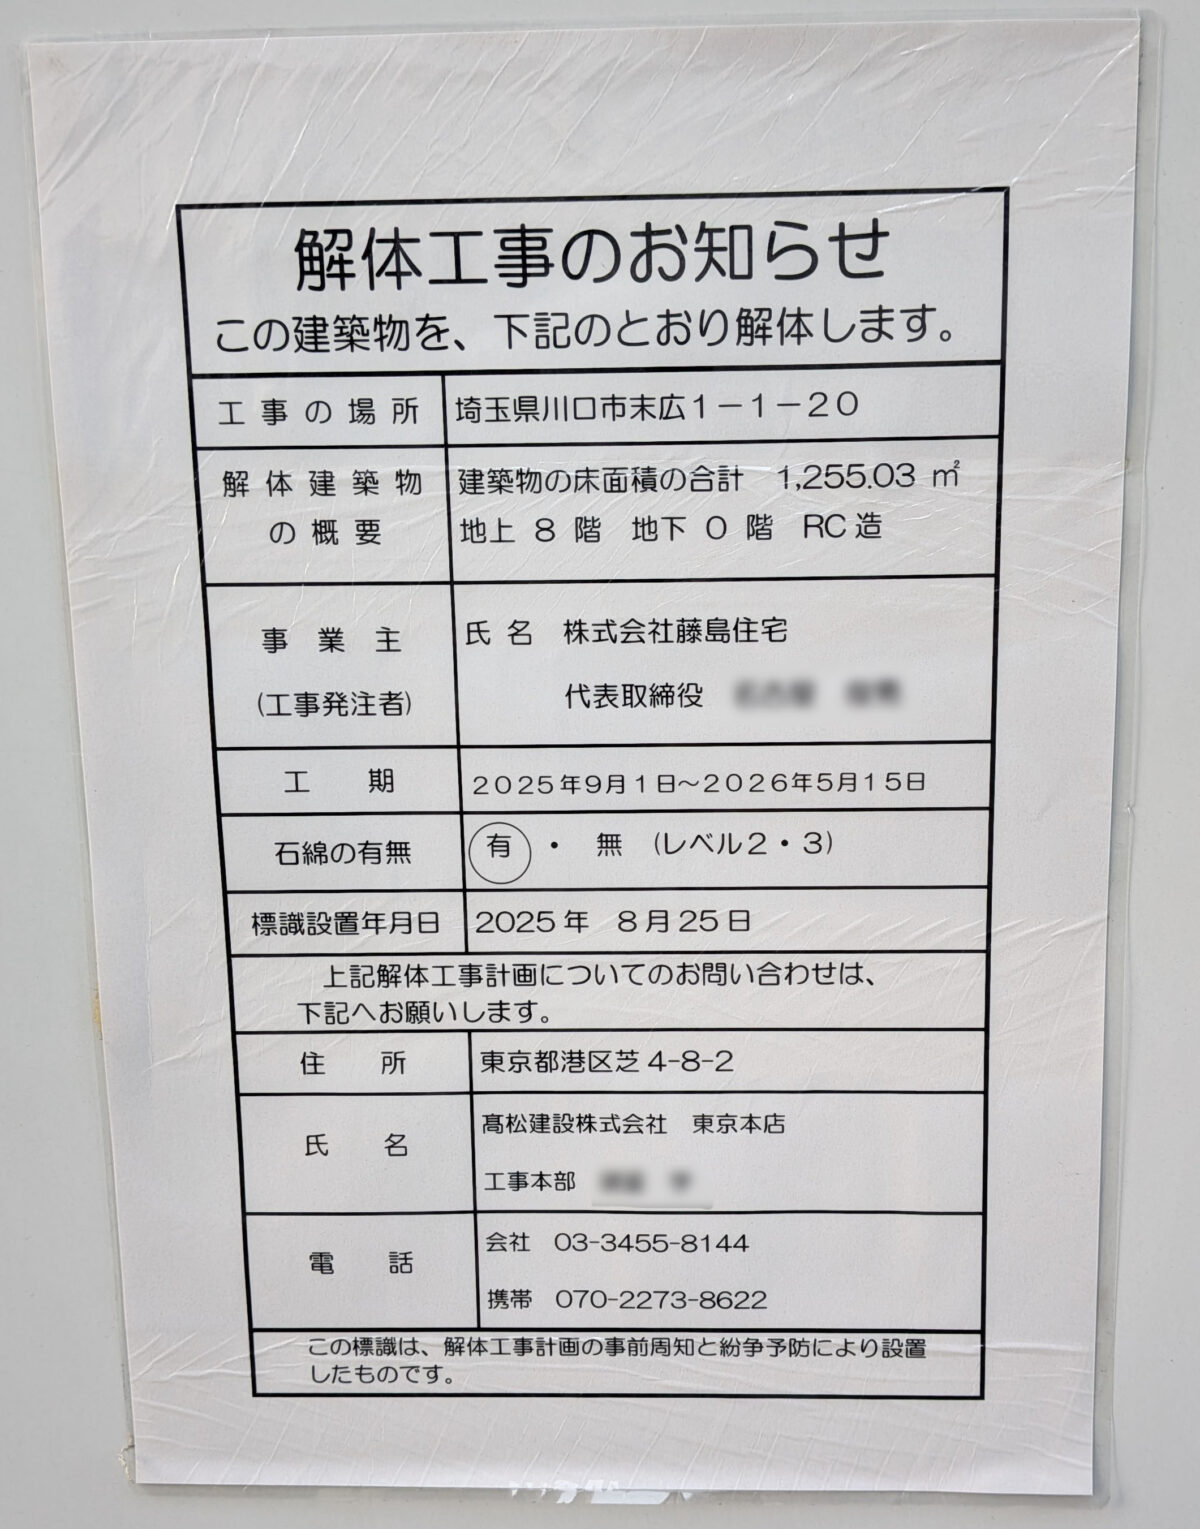 解体工事のお知らせ
この建築物を、下記のとおり解体します。
工事の場所 埼玉県川口市末広1－1－20
解体建築物の概要 建築物の床面積の合計 1,255.03 ㎡
地上 8 階 地下 0 階 RC造
事業主 氏名 株式会社藤島住宅
(工事発注者) 代表取締役
工期 2025年9月1日～2026年5月15日
石綿の有無 有 ・ 無 (レベル2・3)
標識設置年月日 2025年 8月25日
上記解体工事計画についてのお問い合わせは、
下記へお願いします。
住所 東京都港区芝4-8-2
氏名 髙松建設株式会社 東京本店
工事本部
電話 会社 03-3455-8144
携帯 070-2273-8622
この標識は、解体工事計画の事前周知と紛争予防により設置
したものです。